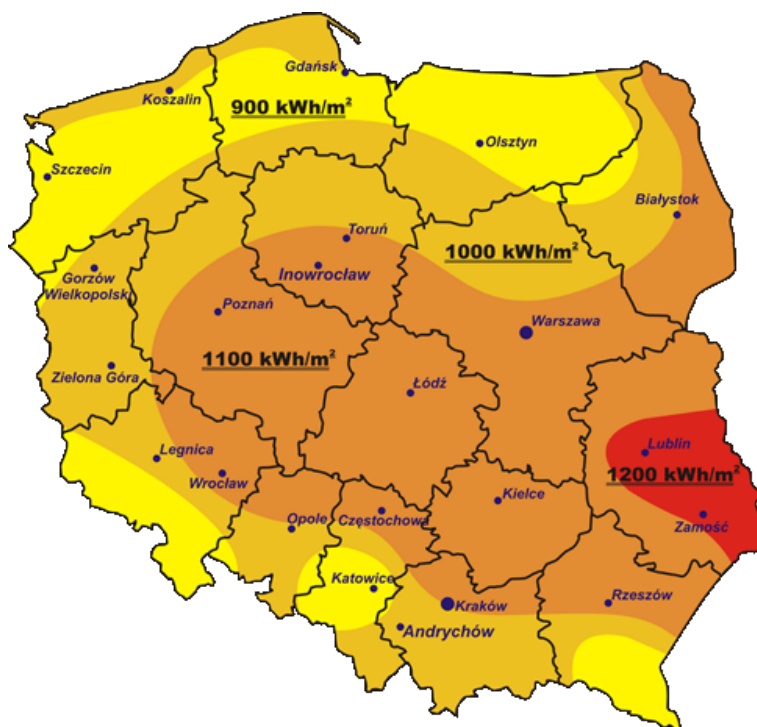 Gdańsk
Koszalin
900 kWh/m²
Olsztyn
Szczecin
Białystok
Toruń
1000 kWh/m²
Inowrocław
Gorzów
Wielkopolski
Poznań
Warszawa
1100 kWh/m²
Zielona Góra
Łódź
Legnica
Lublin
Wrocław
1200 kWh/m²
Kielce
Opole
Częstochowa
Zamość
Katowice
Kraków
Rzeszów
Andrychów